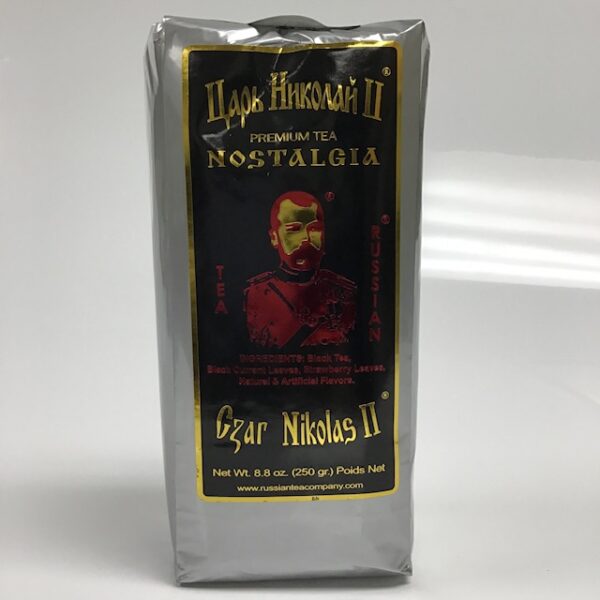 Царь Николай II ®
PREMIUM TEA
NOSTALGIA
®
TEA
RUSSIAN ®
INGREDIENTS: Black Tea,
Black Currant Leaves, Strawberry Leaves,
Natural & Artificial Flavors.
Czar Nikolas II ®
Net Wt. 8.8 oz. (250 gr.) Poids Net
www.russianteacompany.com